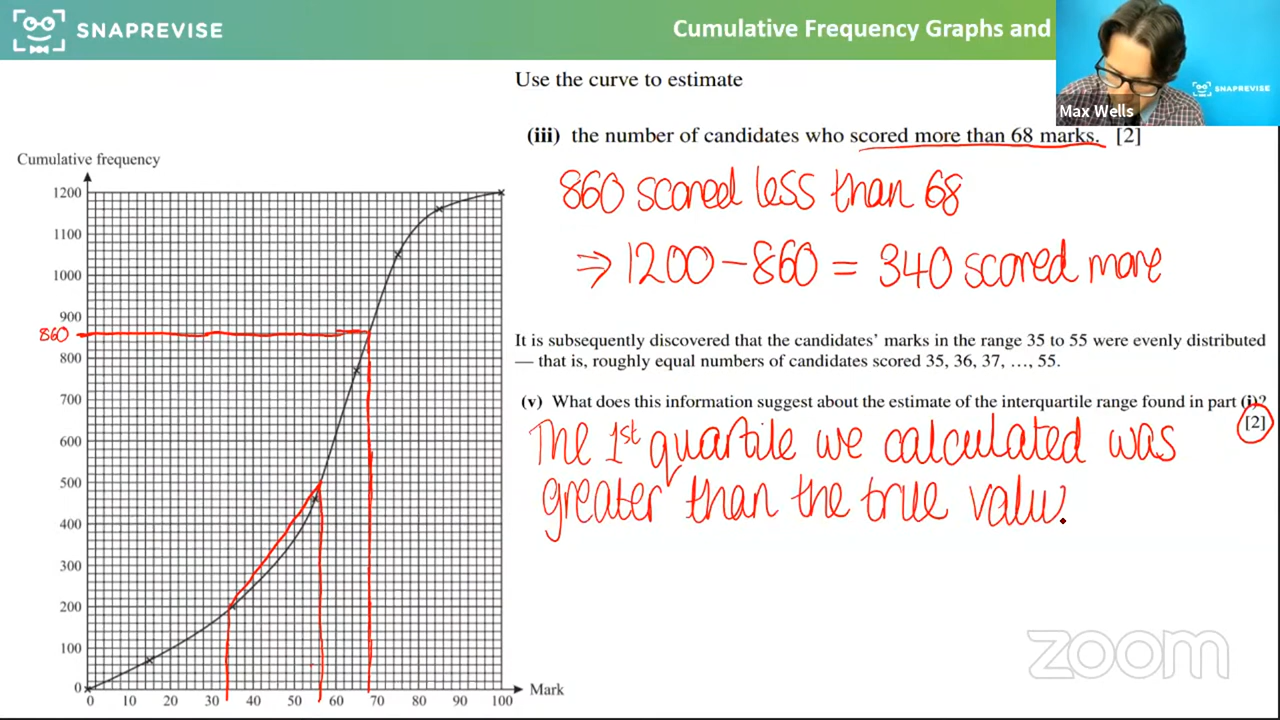 SNAPREVISE
Cumulative Frequency Graphs and
SNAPREVISE
Max Wells
Use the curve to estimate
(iii) the number of candidates who scored more than 68 marks. [2]
860 scored less than 68
⇒ 1200 – 860 = 340 scored more
It is subsequently discovered that the candidates' marks in the range 35 to 55 were evenly distributed
— that is, roughly equal numbers of candidates scored 35, 36, 37, …, 55.
(v) What does this information suggest about the estimate of the interquartile range found in part (i)?
[2]
The 1st quartile we calculated was
greater than the true valu
Cumulative frequency
1200
1100
1000
900
860
800
700
600
500
400
300
200
100
0
0 10 20 30 40 50 60 70 80 90 100 Mark
zoom